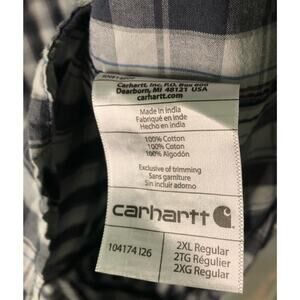 Carhartt, Inc. P.O. Box 600
Dearborn, MI 48121 USA
carhartt.com
Made in India
Fabriqué en Inde
Hecho en India
100% Cotton
100% Coton
100% Algodón
Exclusive of trimming
Sans garniture
Sin incluir adorno
carhartt
104174 I26
2XL Regular
2TG Régulier
2XG Regular